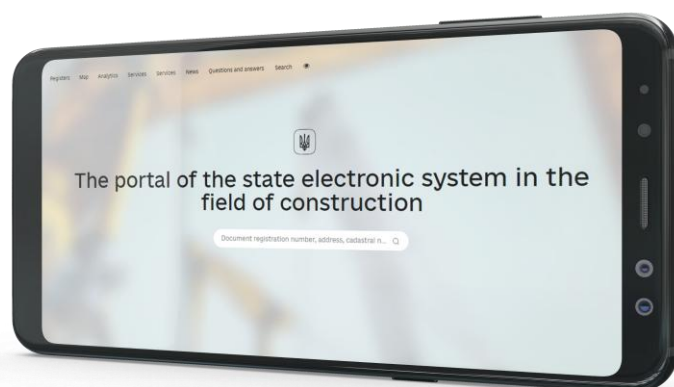 Registers Map Analytics Services Services News Questions and answers Search
The portal of the state electronic system in the
field of construction
Document registration number, address, cadastral n...